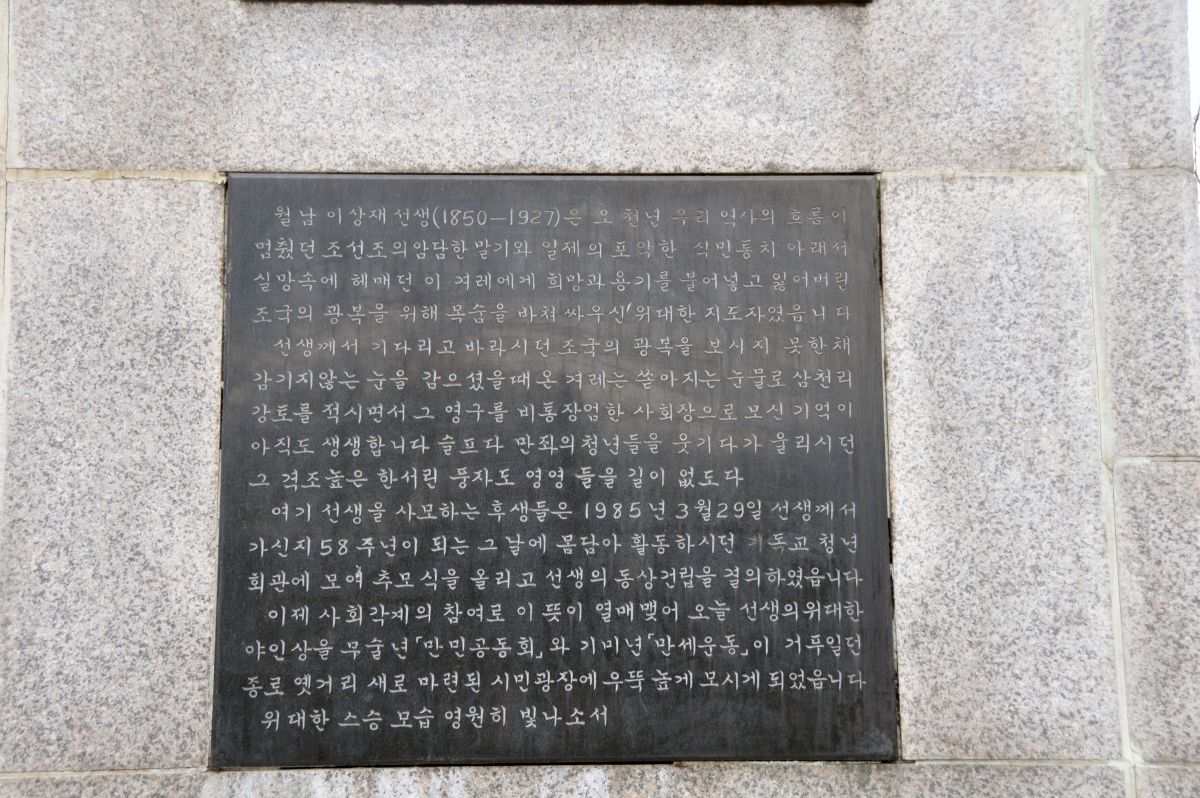 월남 이상재 선생(1850—1927)은 오 천년 우리 역사의 흐름이
멈췄던 조선조의암담한 말기와 일제의 포악한 식민통치 아래서
실망속에 헤매던 이 겨레에게 희망과 용기를 불어넣고 잃어버린
조국의 광복을 위해 목숨을 바쳐 싸우신 위대한 지도자였읍니다
선생께서 기다리고 바라시던 조국의 광복을 보시지 못한채
감기지않는 눈을 감으셨을때 온 겨레는 쏟아지는 눈물로 삼천리
강토를 적시면서 그 영구를 비통장엄한 사회장으로 모신 기억이
아직도 생생합니다 슬프다 만좌의청년들을 웃기다가 울리시던
그 격조높은 한서린 풍자도 영영 들을 길이 없도다
여기 선생을 사모하는 후생들은 1985년 3월29일 선생께서
가신지 58주년이 되는 그 날에 몸담아 활동하시던 기독교 청년
회관에 모여 추모식을 올리고 선생의 동상건립을 결의하였읍니다
이제 사회각계의 참여로 이 뜻이 열매맺어 오늘 선생의위대한
야인상을 무술년「만민공동회」와 기미년「만세운동」이 거푸일던
종로 옛거리 새로 마련된 시민광장에 우뚝 높게 모시게 되었읍니다
위대한 스승 모습 영원히 빛나소서